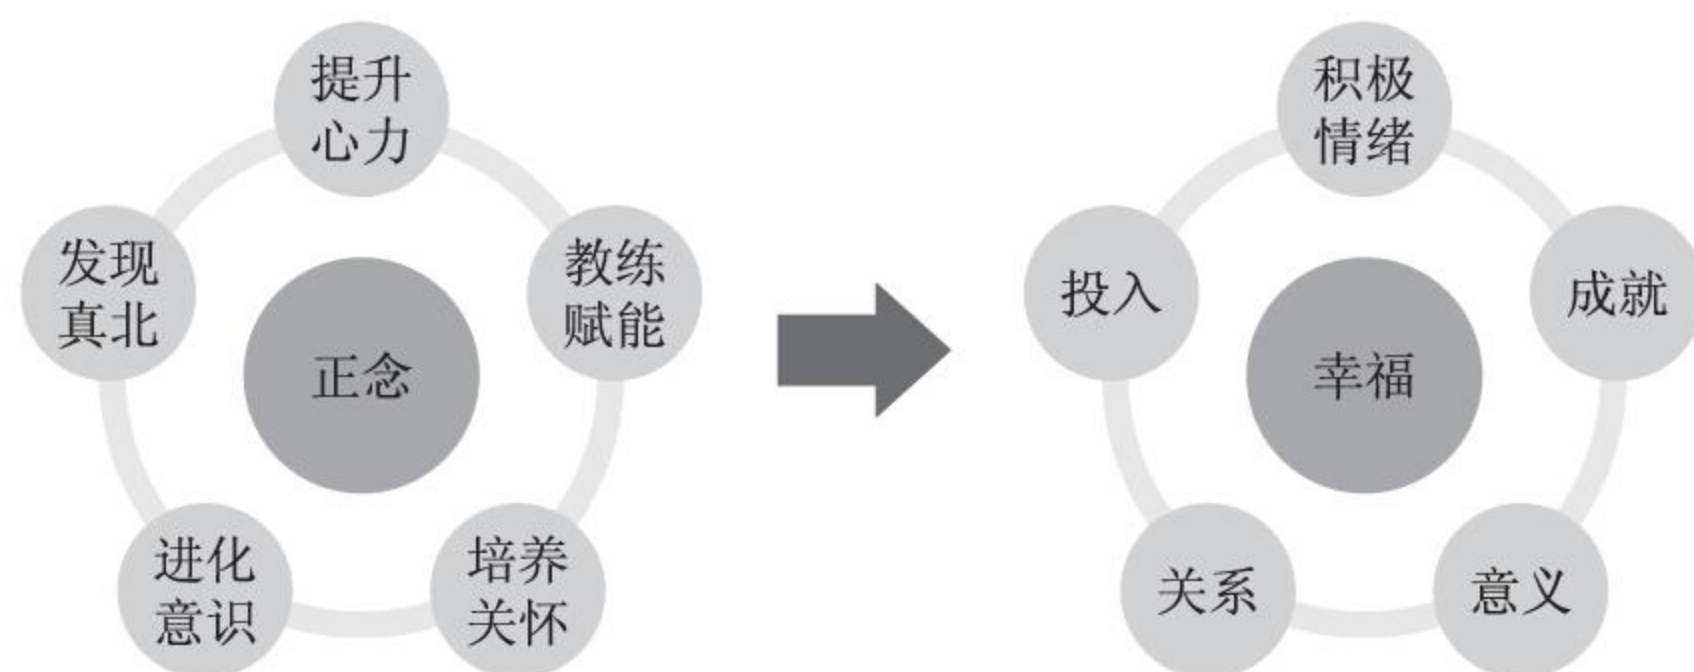 提升
心力
发现
真北
教练
赋能
正念
进化
意识
培养
关怀
积极
情绪
投入
成就
幸福
关系
意义